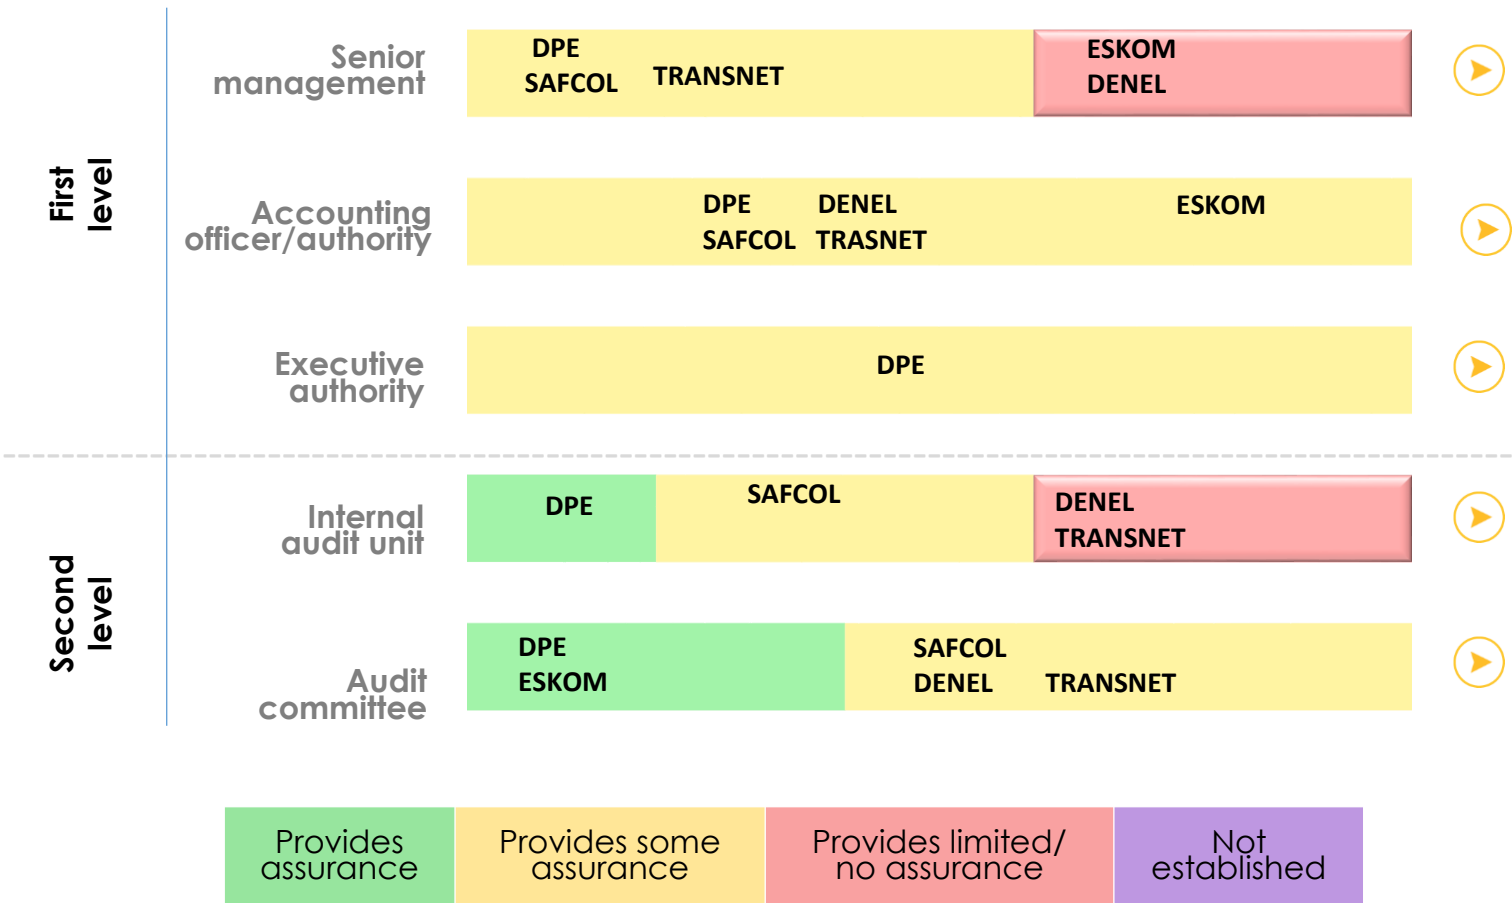 First
level
Senior
management
DPE
SAFCOL TRANSNET
ESKOM
DENEL
Accounting
officer/authority
DPE DENEL ESKOM
SAFCOL TRASNET
Executive
authority
DPE
Second
level
Internal
audit unit
DPE
SAFCOL
DENEL
TRANSNET
Audit
committee
DPE
ESKOM
SAFCOL
DENEL TRANSNET
Provides
assurance
Provides some
assurance
Provides limited/
no assurance
Not
established